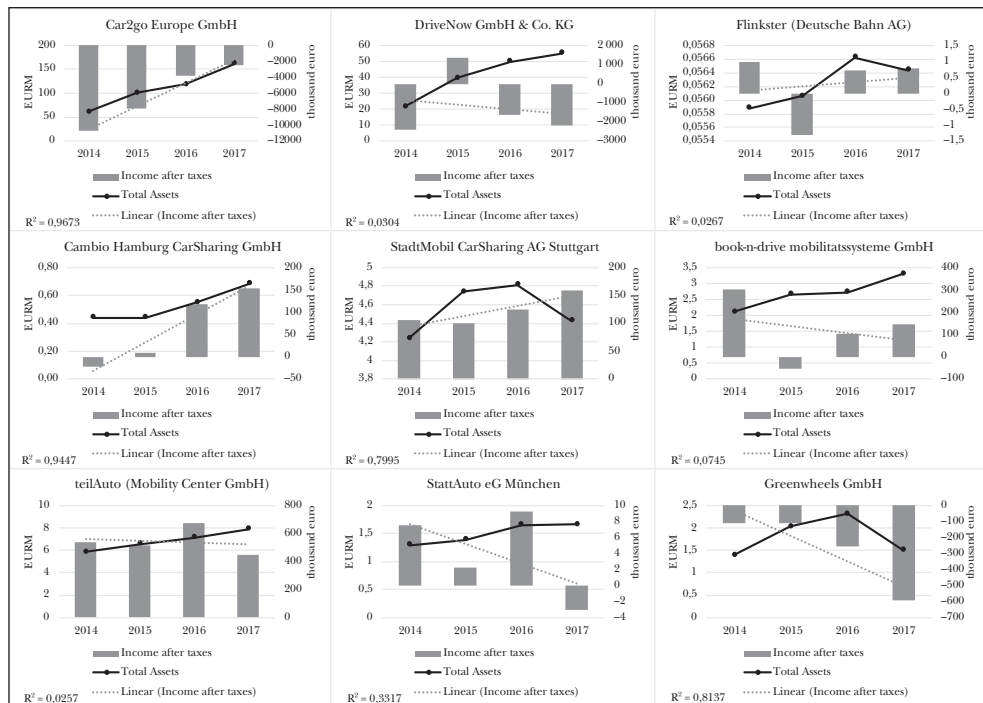 Car2go Europe GmbH
200
150
100
50
0
EURM
0
−2000
−4000
−6000
−8000
−10000
−12000
thousand euro
2014 2015 2016 2017
Income after taxes
Total Assets
Linear (Income after taxes)
R² = 0,9673
DriveNow GmbH & Co. KG
60
50
40
30
20
10
0
EURM
2 000
1 000
0
−1000
−2000
−3000
thousand euro
2014 2015 2016 2017
Income after taxes
Total Assets
Linear (Income after taxes)
R² = 0,0304
Flinkster (Deutsche Bahn AG)
0,0568
0,0564
0,0560
0,0556
0,0554
EURM
1,5
1
0,5
0
−0,5
−1
−1,5
thousand euro
2014 2015 2016 2017
Income after taxes
Total Assets
Linear (Income after taxes)
R² = 0,0267
Cambio Hamburg CarSharing GmbH
0,80
0,60
0,40
0,20
0,00
EURM
200
150
100
50
0
−50
thousand euro
2014 2015 2016 2017
Income after taxes
Total Assets
Linear (Income after taxes)
R² = 0,9447
StadtMobil CarSharing AG Stuttgart
5
4,8
4,6
4,4
4,2
4
3,8
EURM
200
150
100
50
0
thousand euro
2014 2015 2016 2017
Income after taxes
Total Assets
Linear (Income after taxes)
R² = 0,7995
book-n-drive mobilitatssysteme GmbH
3,5
3
2,5
2
1,5
1
0,5
0
EURM
400
300
200
100
0
−100
thousand euro
2014 2015 2016 2017
Income after taxes
Total Assets
Linear (Income after taxes)
R² = 0,0745
teilAuto (Mobility Center GmbH)
10
8
6
4
2
0
EURM
800
600
400
200
0
thousand euro
2014 2015 2016 2017
Income after taxes
Total Assets
Linear (Income after taxes)
R² = 0,0257
StattAuto eG München
2
1,5
1
0,5
0
EURM
10
8
6
4
2
0
−2
−4
thousand euro
2014 2015 2016 2017
Income after taxes
Total Assets
Linear (Income after taxes)
R² = 0,3317
Greenwheels GmbH
2,5
2
1,5
1
0,5
0
EURM
0
−100
−200
−300
−400
−500
−600
−700
thousand euro
2014 2015 2016 2017
Income after taxes
Total Assets
Linear (Income after taxes)
R² = 0,8137